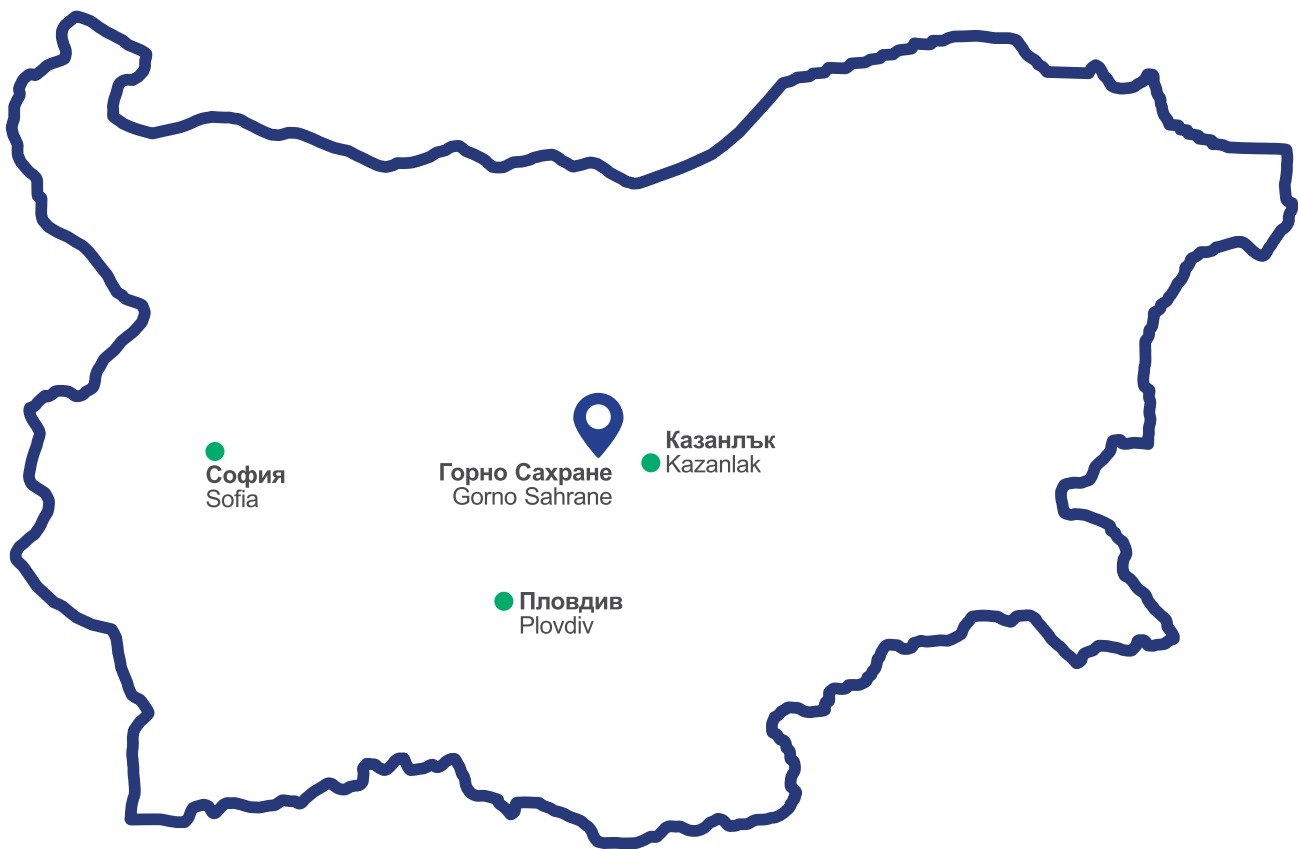 Казанлък
Kazanlak
София
Sofia
Горно Сахране
Gorno Sahrane
Пловдив
Plovdiv